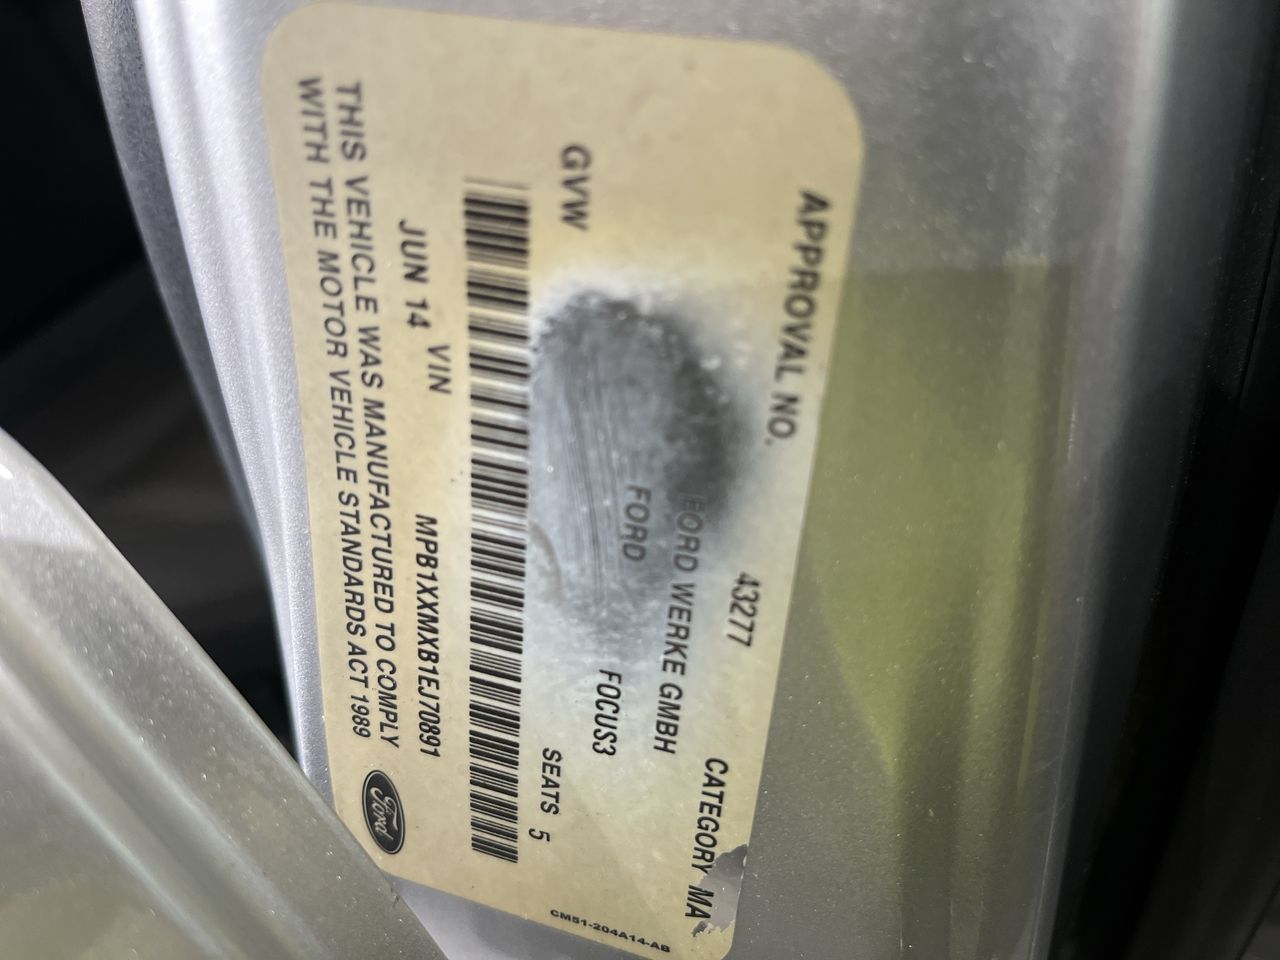 APPROVAL NO. 43277 CATEGORY MA
FORD WERKE GMBH
FORD FOCUS3
GVW SEATS 5
VIN MPB1XXMXB1EJ70891
JUN 14
THIS VEHICLE WAS MANUFACTURED TO COMPLY
WITH THE MOTOR VEHICLE STANDARDS ACT 1989
Ford
CM51-204A14-AB